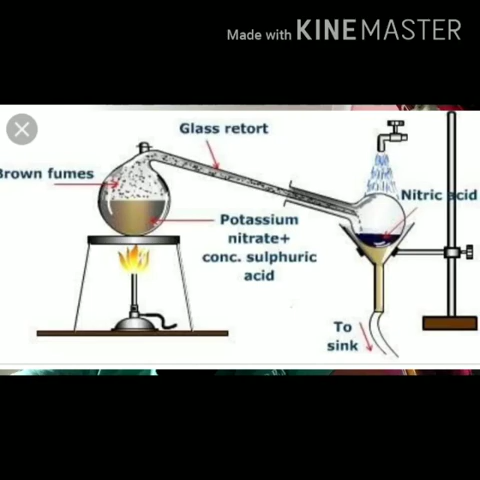 Made with KINEMASTER
Glass retort
Brown fumes
Nitric acid
Potassium
nitrate+
conc. sulphuric
acid
To
sink